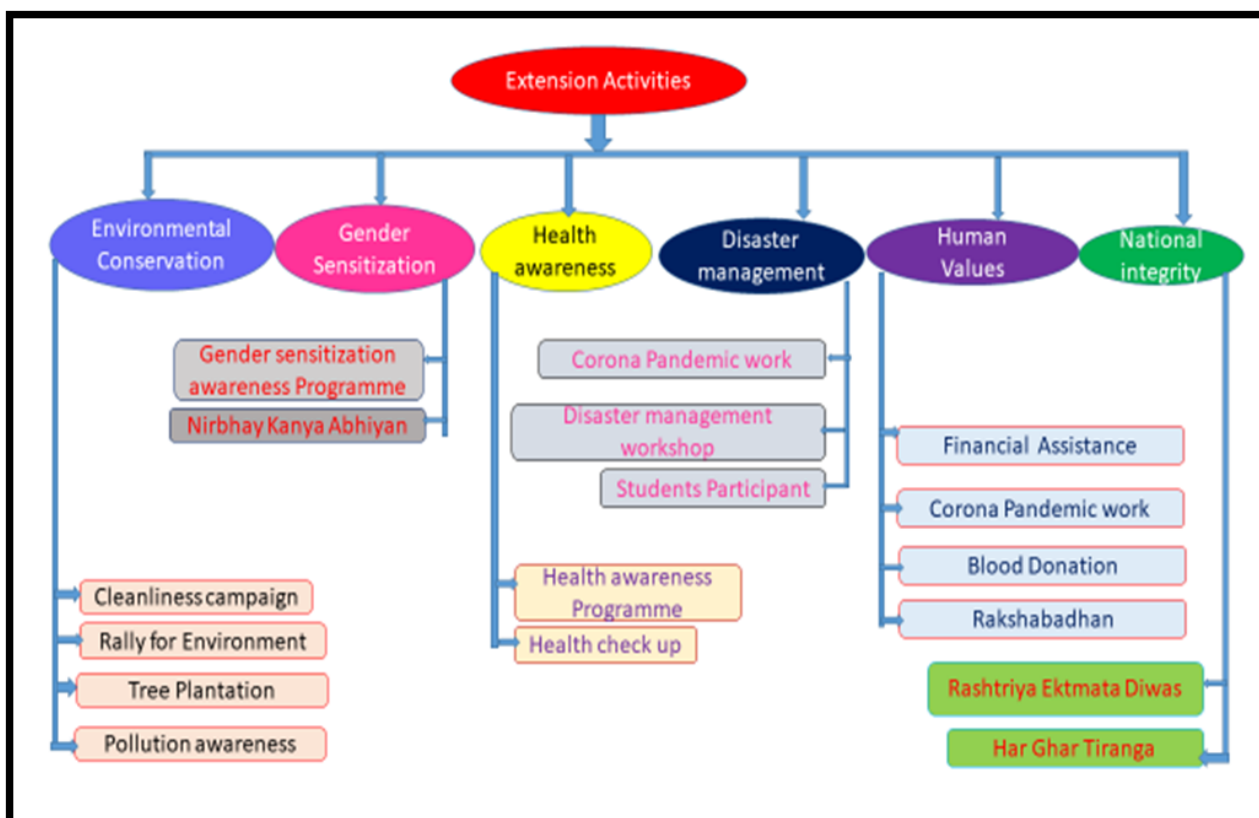 Extension Activities
Environmental
Conservation
Gender
Sensitization
Health
awareness
Disaster
management
Human
Values
National
integrity
Gender sensitization
awareness Programme
Nirbhay Kanya Abhiyan
Corona Pandemic work
Disaster management
workshop
Students Participant
Financial Assistance
Corona Pandemic work
Blood Donation
Rakshabadhan
Cleanliness campaign
Rally for Environment
Tree Plantation
Pollution awareness
Health awareness
Programme
Health check up
Rashtriya Ektmata Diwas
Har Ghar Tiranga